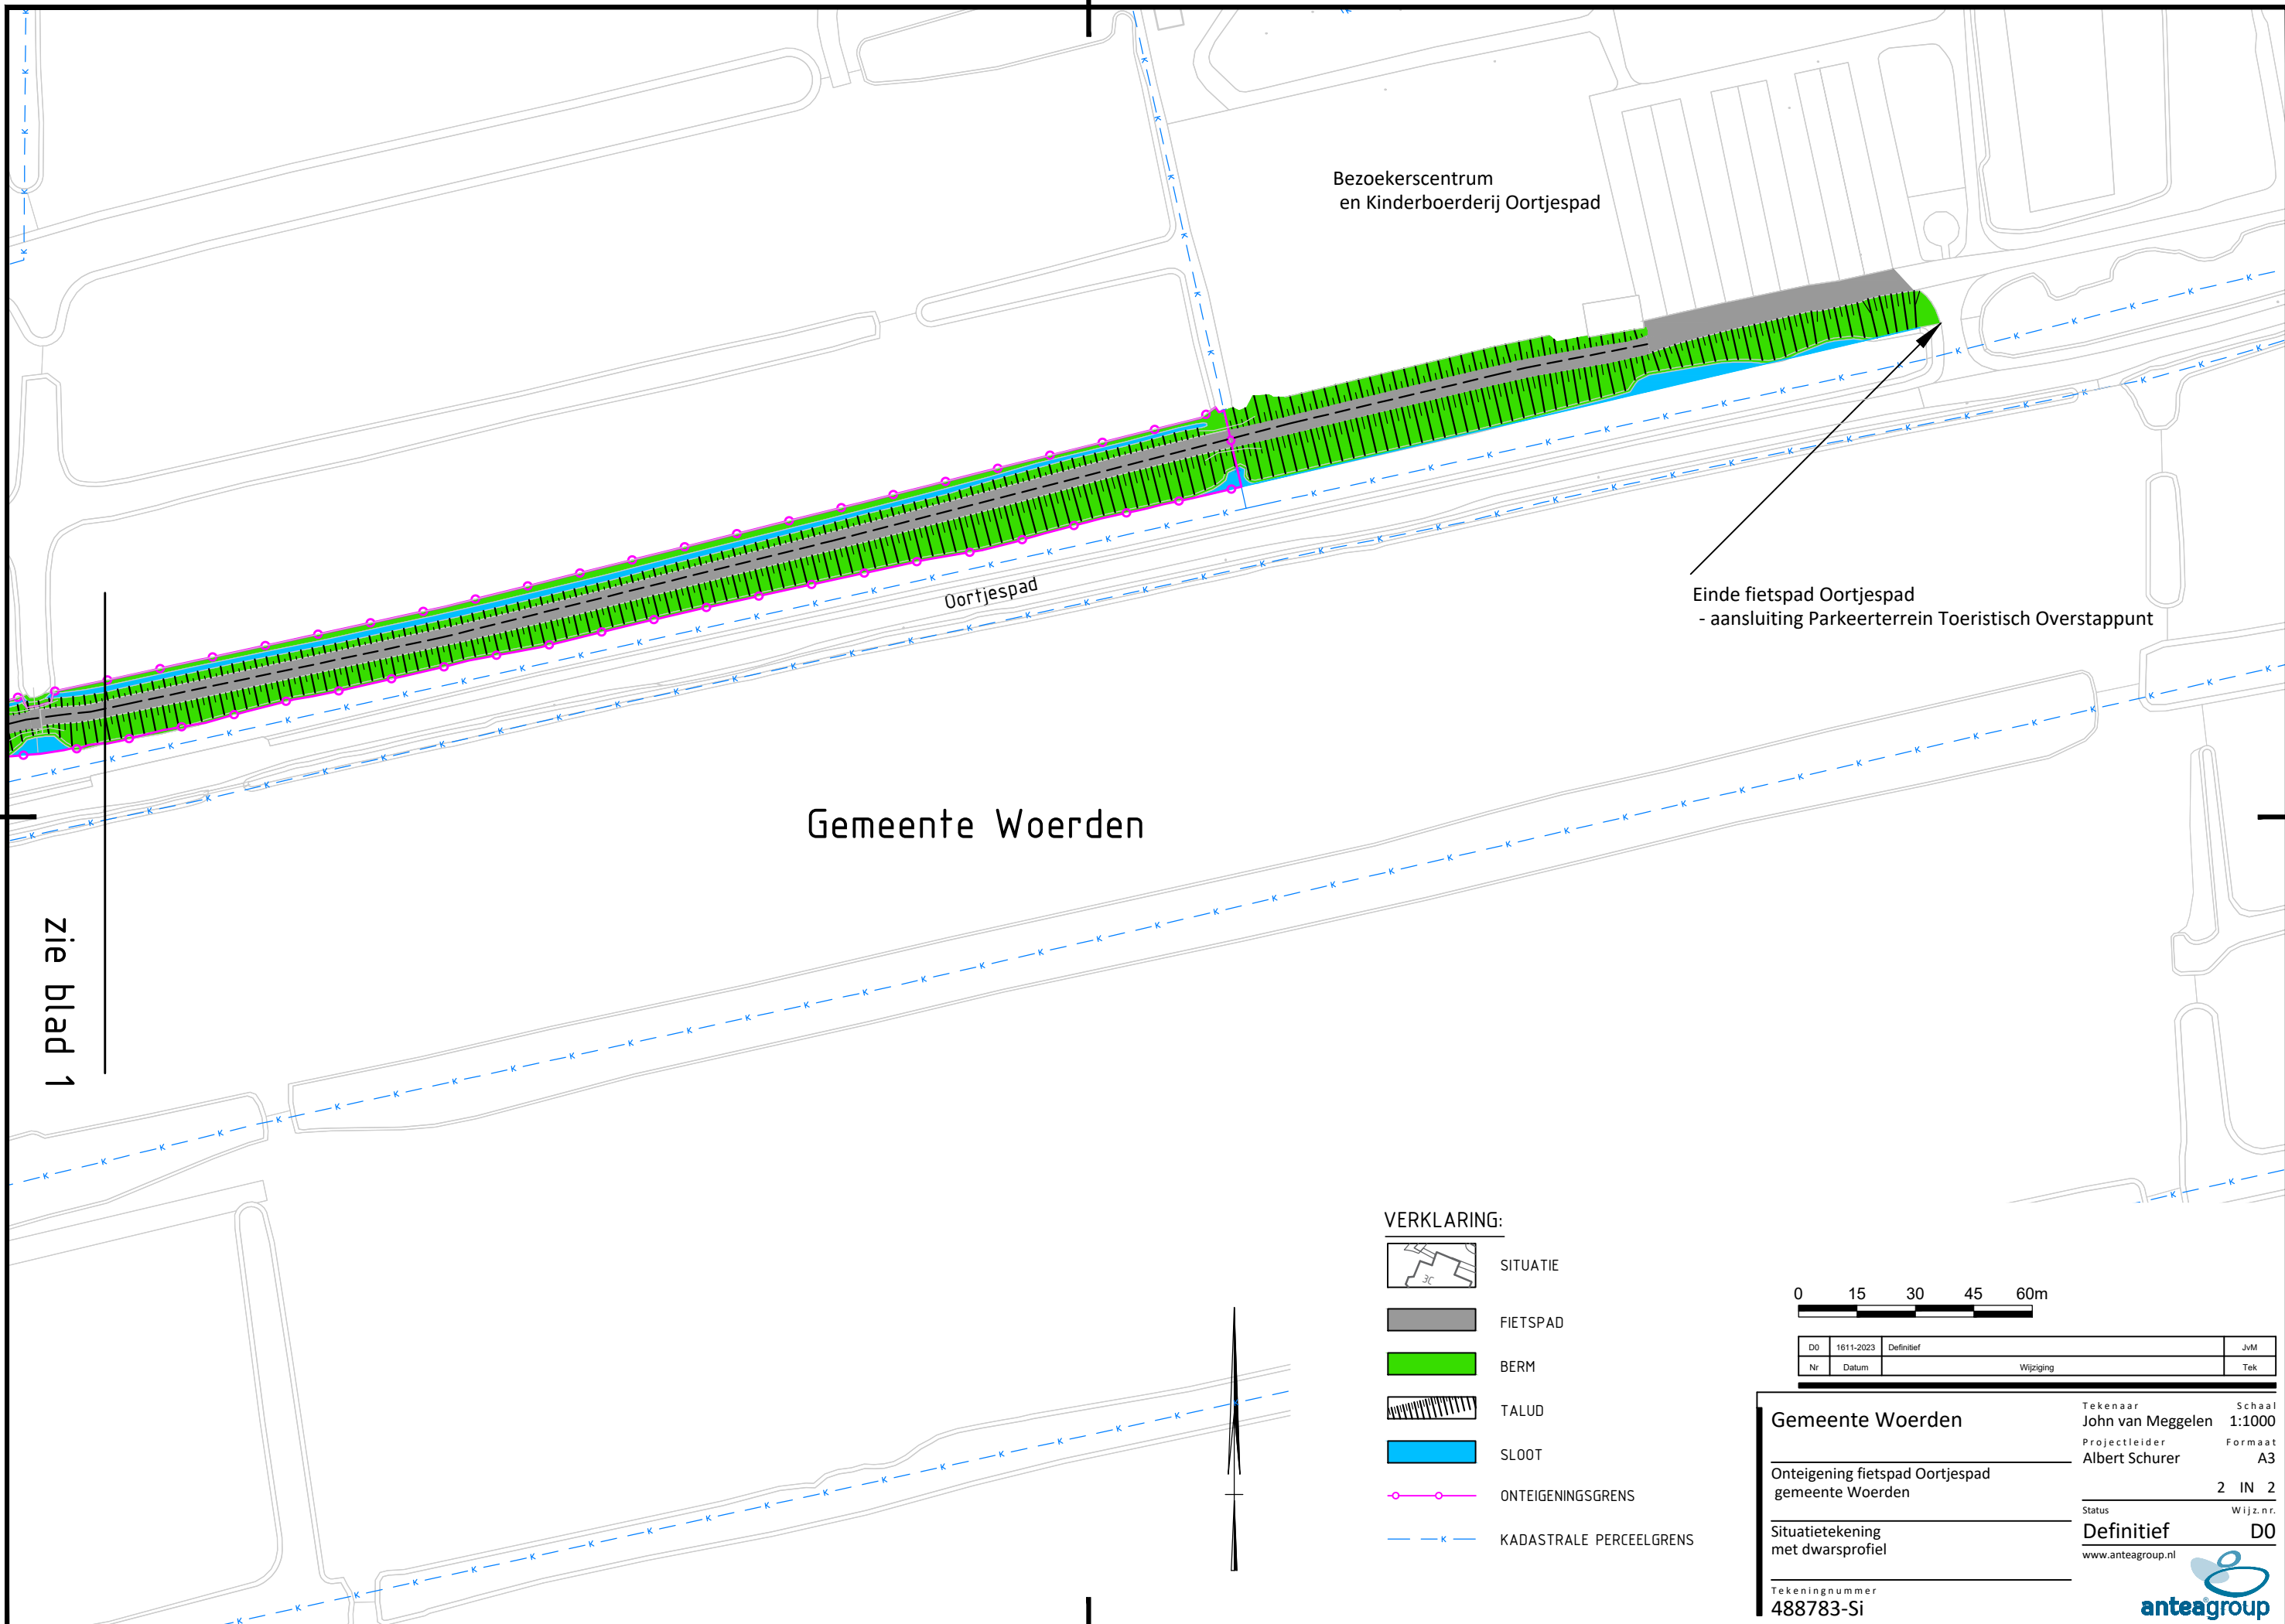 Bezoekerscentrum
en Kinderboerderij Oortjespad
Oortjespad
Einde fietspad Oortjespad
- aansluiting Parkeerterrein Toeristisch Overstappunt
Gemeente Woerden
zie blad 1
VERKLARING:
SITUATIE
3C
FIETSPAD
BERM
TALUD
SLOOT
ONTEIGENINGSGRENS
K KADASTRALE PERCEELGRENS
0 15 30 45 60m
D0 1611-2023 Definitief JvM
Nr Datum Wijziging Tek
Gemeente Woerden
Onteigening fietspad Oortjespad
gemeente Woerden
Situatietekening
met dwarsprofiel
Tekeningnummer
488783-Si
Tekenaar Schaal
John van Meggelen 1:1000
Projectleider Formaat
Albert Schurer A3
2 IN 2
Status Wijz.nr.
Definitief D0
www.anteagroup.nl
anteagroup